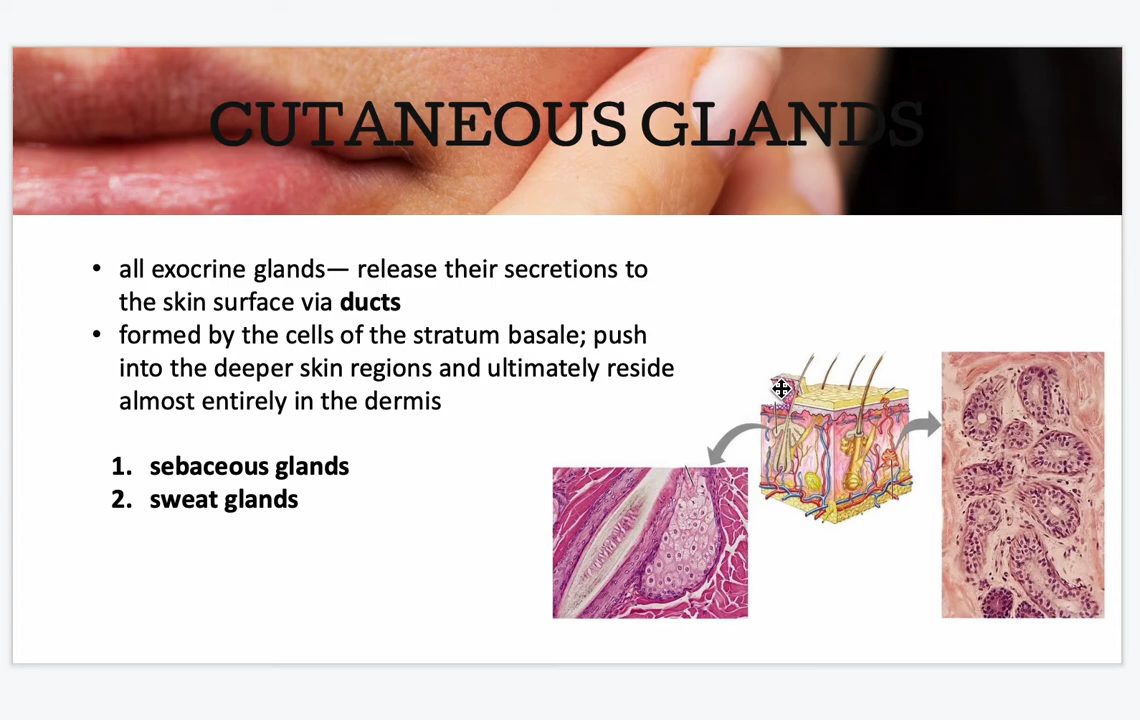 CUTANEOUS GLANDS
• all exocrine glands— release their secretions to
the skin surface via ducts
• formed by the cells of the stratum basale; push
into the deeper skin regions and ultimately reside
almost entirely in the dermis
1. sebaceous glands
2. sweat glands